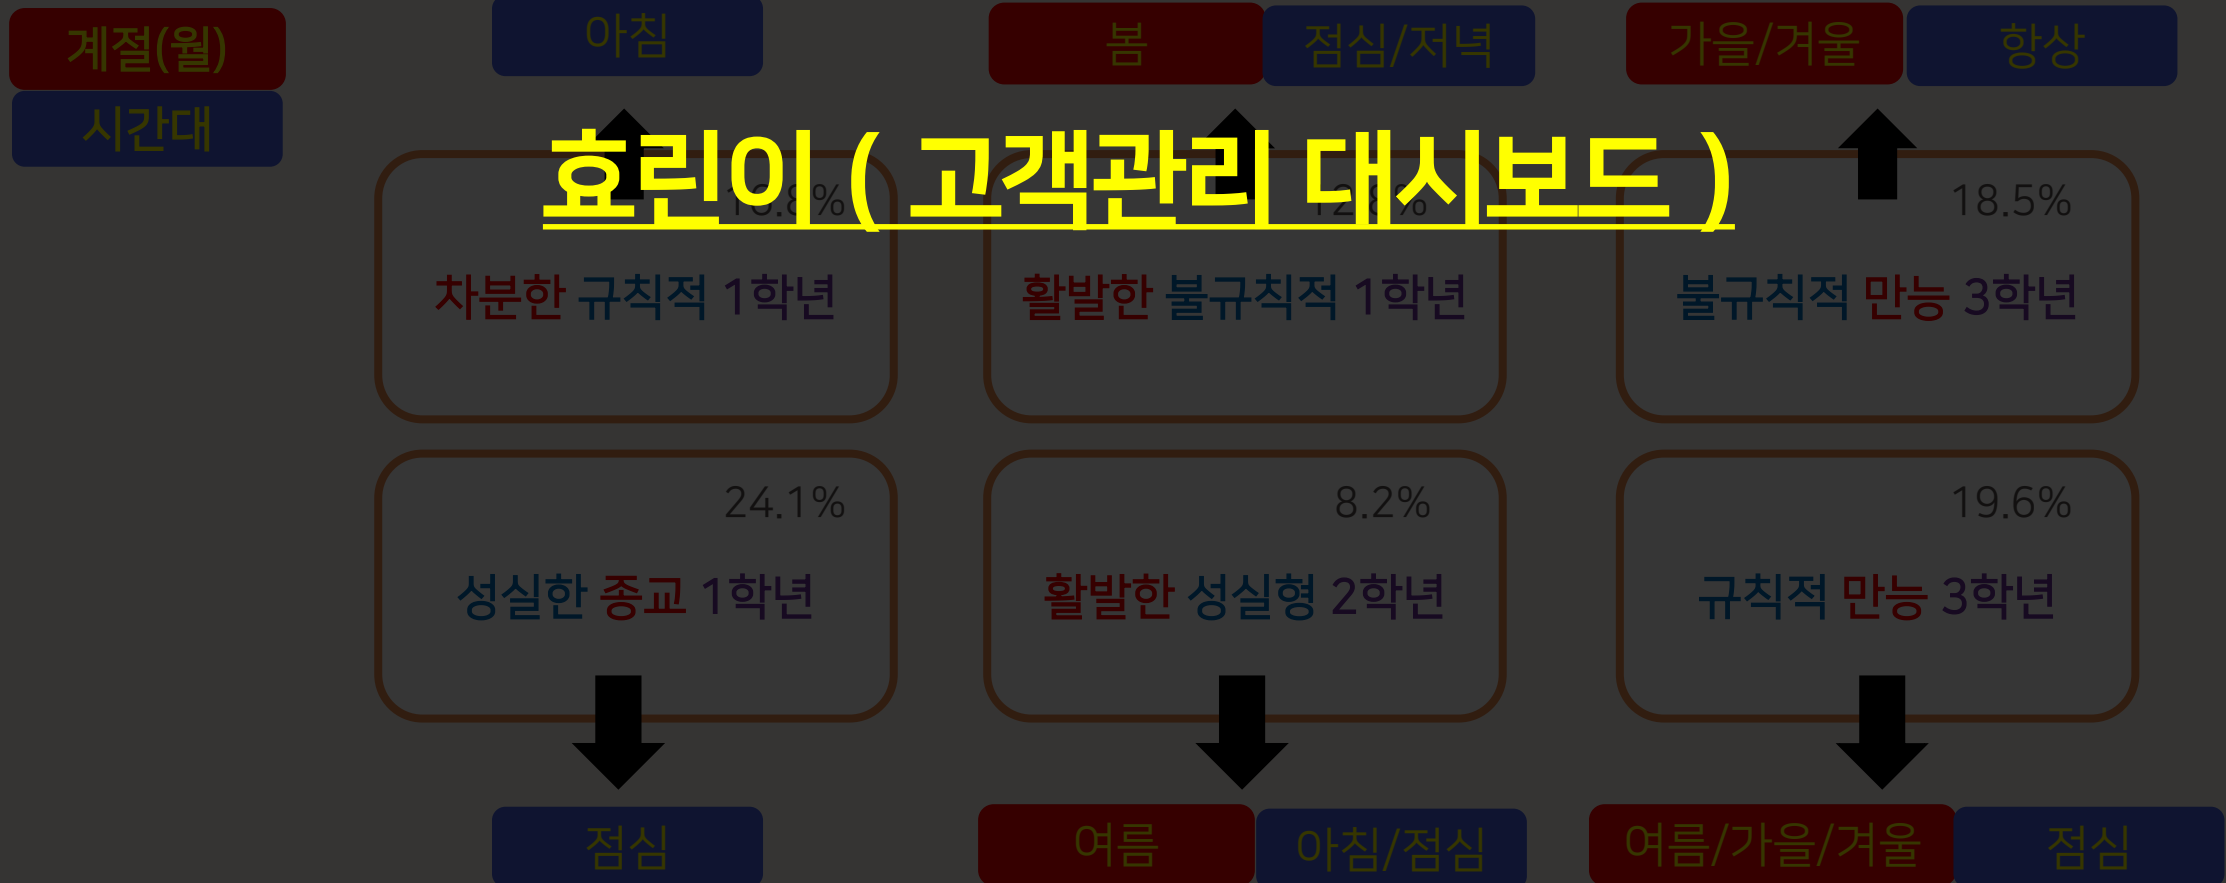 계절(월)
시간대
아침
봄 점심/저녁
가을/겨울 항상
효린이 ( 고객관리 대시보드 )
18.5%
차분한 규칙적 1학년
활발한 불규칙적 1학년
불규칙적 만능 3학년
24.1%
8.2%
19.6%
성실한 종교 1학년
활발한 성실형 2학년
규칙적 만능 3학년
점심
여름 아침/점심
여름/가을/겨울 점심